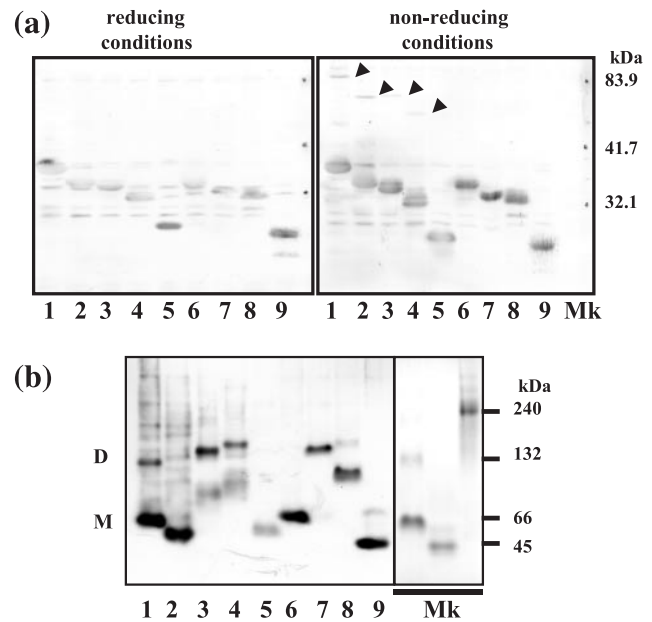 (a)
reducing conditions
non-reducing conditions
kDa
83.9
41.7
32.1
1 2 3 4 5 6 7 8 9
1 2 3 4 5 6 7 8 9 Mk
(b)
kDa
240
D
132
M
66
45
1 2 3 4 5 6 7 8 9
Mk